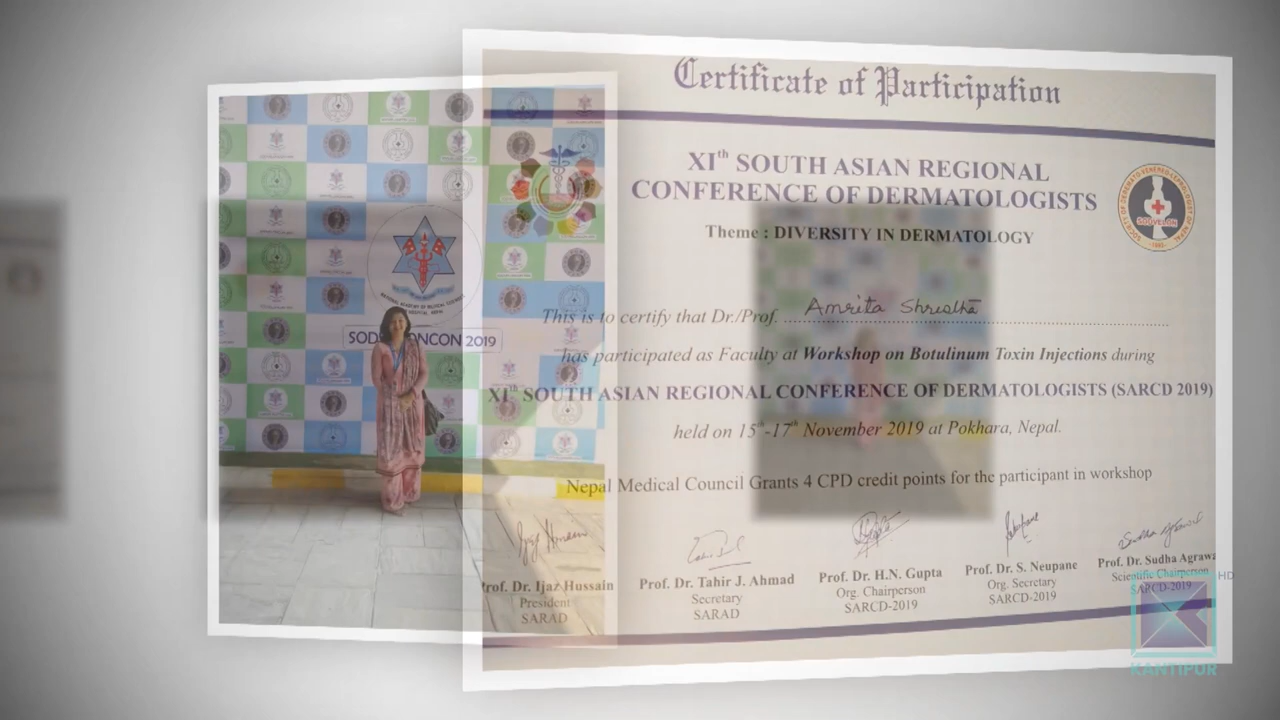 Certificate of Participation
XIth SOUTH ASIAN REGIONAL
CONFERENCE OF DERMATOLOGISTS
Theme : DIVERSITY IN DERMATOLOGY
This is to certify that Dr./Prof. Amrita Shrestha
has participated as Faculty at Workshop on Botulinum Toxin Injections during
XIth SOUTH ASIAN REGIONAL CONFERENCE OF DERMATOLOGISTS (SARCD 2019)
held on 15th-17th November 2019 at Pokhara, Nepal.
Nepal Medical Council Grants 4 CPD credit points for the participant in workshop
Prof. Dr. Ijaz Hussain
President
SARAD
Prof. Dr. Tahir J. Ahmad
Secretary
SARAD
Prof. Dr. H.N. Gupta
Org. Chairperson
SARCD-2019
Prof. Dr. S. Neupane
Org. Secretary
SARCD-2019
Prof. Dr. Sudha Agraw
Scientific Chairperson
SARCD-2019
2019
HD
KANTIPUR